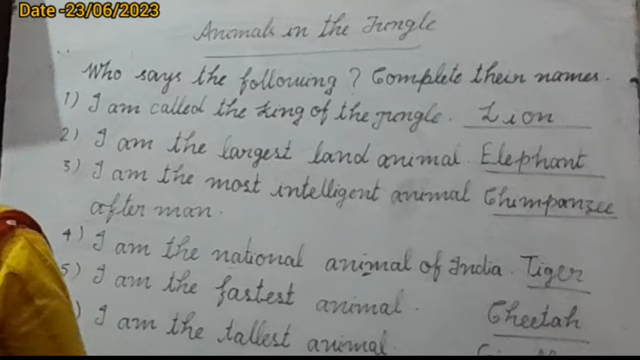 Date -23/06/2023
Animals in the Jungle
Who says the following? Complete their names.
1) I am called the king of the jungle. Lion
2) I am the largest land animal. Elephant
3) I am the most intelligent animal Chimpanzee
after man.
4) I am the national animal of India. Tiger
5) I am the fastest animal. Cheetah
) I am the tallest animal.